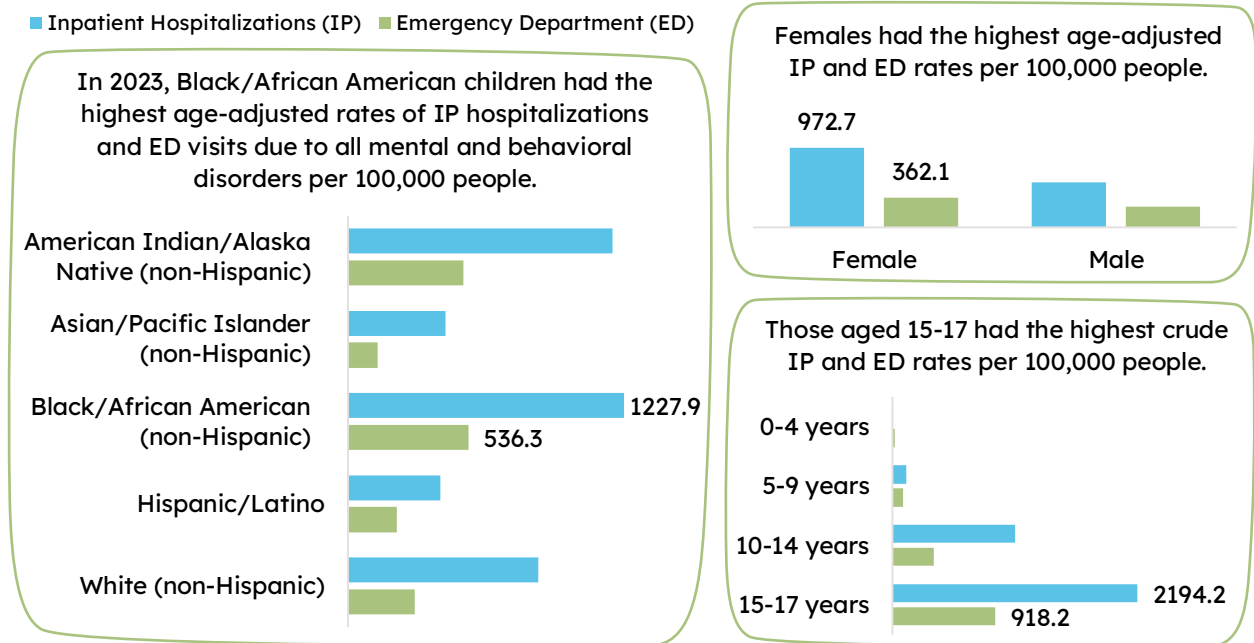 Inpatient Hospitalizations (IP) Emergency Department (ED)
In 2023, Black/African American children had the
highest age-adjusted rates of IP hospitalizations
and ED visits due to all mental and behavioral
disorders per 100,000 people.
American Indian/Alaska
Native (non-Hispanic)
Asian/Pacific Islander
(non-Hispanic)
Black/African American
(non-Hispanic)
1227.9
536.3
Hispanic/Latino
White (non-Hispanic)
Females had the highest age-adjusted
IP and ED rates per 100,000 people.
972.7
362.1
Female
Male
Those aged 15-17 had the highest crude
IP and ED rates per 100,000 people.
0-4 years
5-9 years
10-14 years
15-17 years
2194.2
918.2